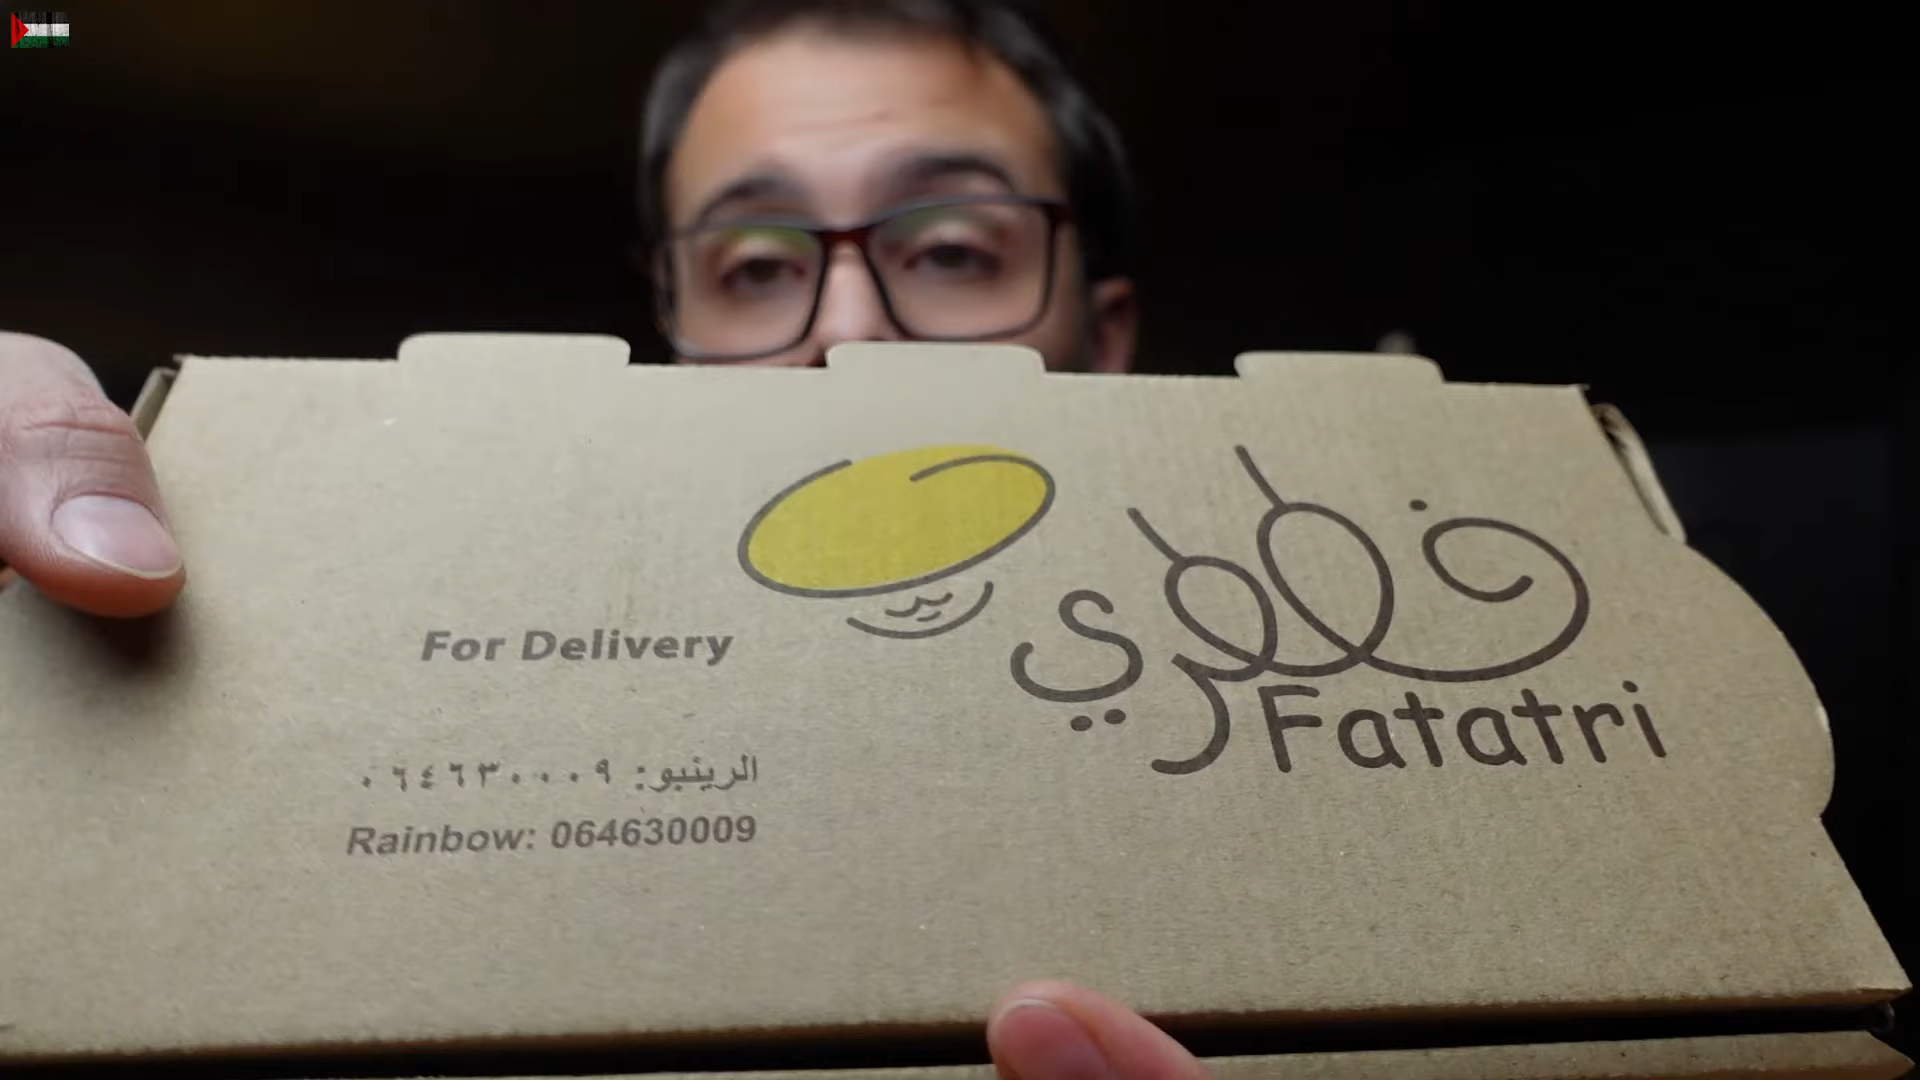 فطاطري
Fatatri
For Delivery
الرينبو: ٠٦٤٦٣٠٠٠٩
Rainbow: 064630009